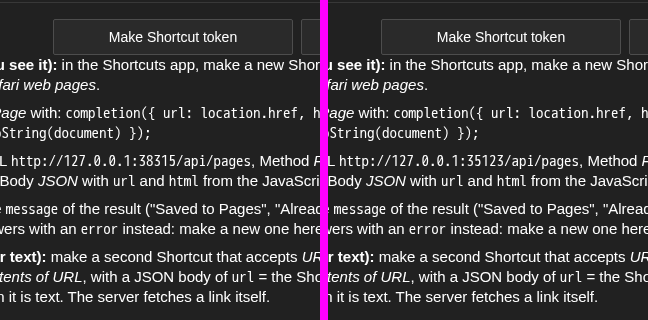 Make Shortcut token Make Shortcut token
u see it): in the Shortcuts app, make a new Shor u see it): in the Shortcuts app, make a new Shor
fari web pages. fari web pages.
Page with: completion({ url: location.href, h Page with: completion({ url: location.href, h
oString(document) }); oString(document) });
L http://127.0.0.1:38315/api/pages, Method P L http://127.0.0.1:35123/api/pages, Method P
Body JSON with url and html from the JavaScri Body JSON with url and html from the JavaScri
e message of the result ("Saved to Pages", "Alread e message of the result ("Saved to Pages", "Alread
vers with an error instead: make a new one here vers with an error instead: make a new one here
r text): make a second Shortcut that accepts UR r text): make a second Shortcut that accepts UR
tents of URL, with a JSON body of url = the Sho tents of URL, with a JSON body of url = the Sho
n it is text. The server fetches a link itself. n it is text. The server fetches a link itself.